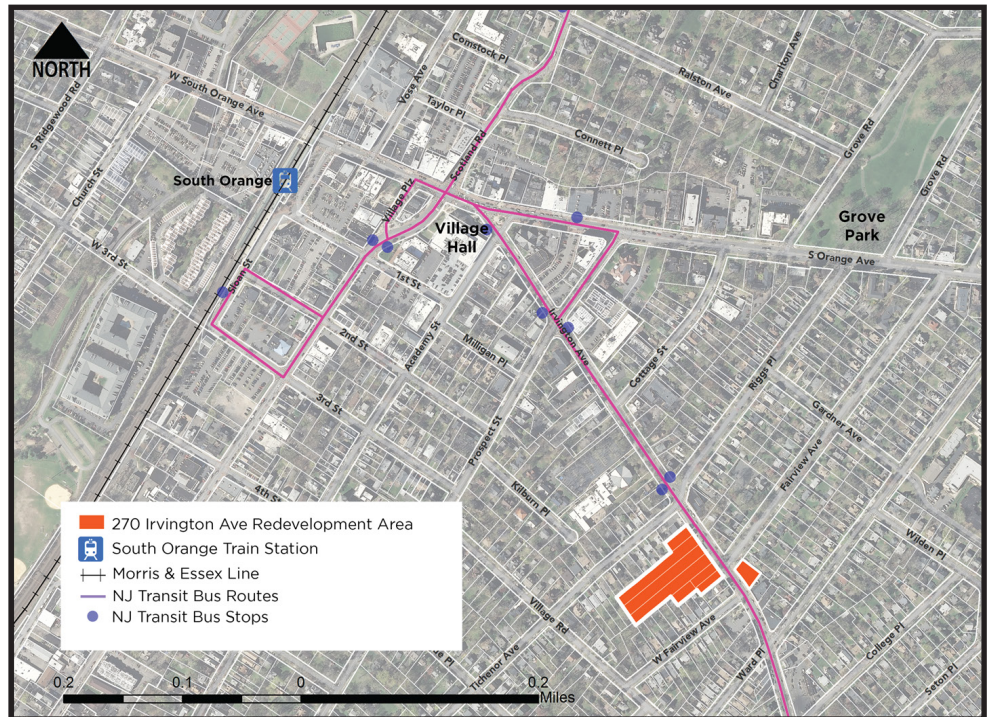 NORTH
S Ridgewood Rd
Church St
W South Orange Ave
W 3rd St
Vose Ave
Comstock Pl
Taylor Pl
Scotland Rd
Connett Pl
Ralston Ave
Charlton Ave
Grove Rd
Grove Rd
South Orange
Village Plz
Village
Hall
Grove
Park
S Orange Ave
Sloan St
1st St
2nd St
3rd St
4th St
Academy St
Milligan Pl
Irvington Ave
Cottage St
Riggs Pl
Gardner Ave
Fairview Ave
Prospect St
Kilburn Pl
Wilden Pl
Village Rd
Tichenor Ave
W Fairview Ave
Ward Pl
College Pl
Seton Pl
Pl
270 Irvington Ave Redevelopment Area
South Orange Train Station
Morris & Essex Line
NJ Transit Bus Routes
NJ Transit Bus Stops
0.2 0.1 0 0.2
Miles